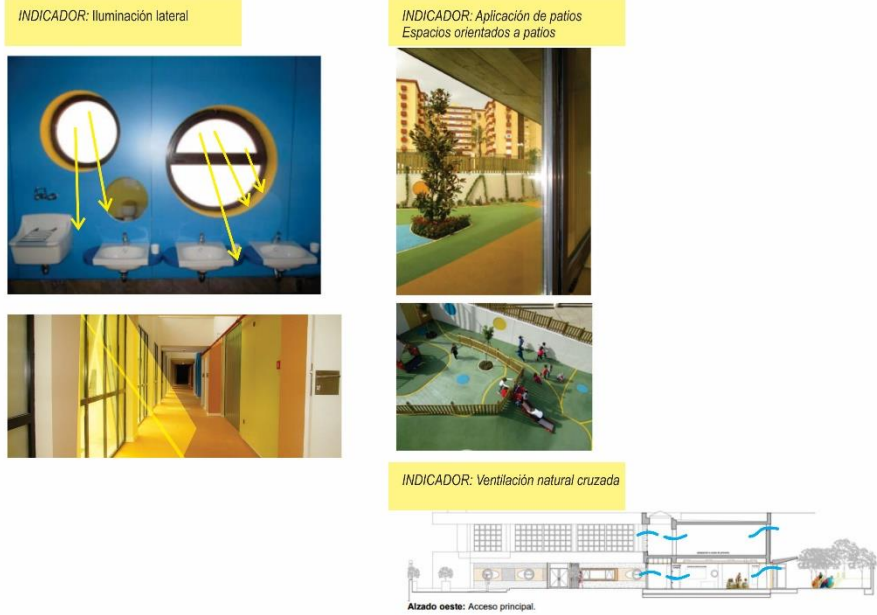 INDICADOR: Iluminación lateral
INDICADOR: Aplicación de patios
Espacios orientados a patios
INDICADOR: Ventilación natural cruzada
Alzado oeste: Acceso principal.